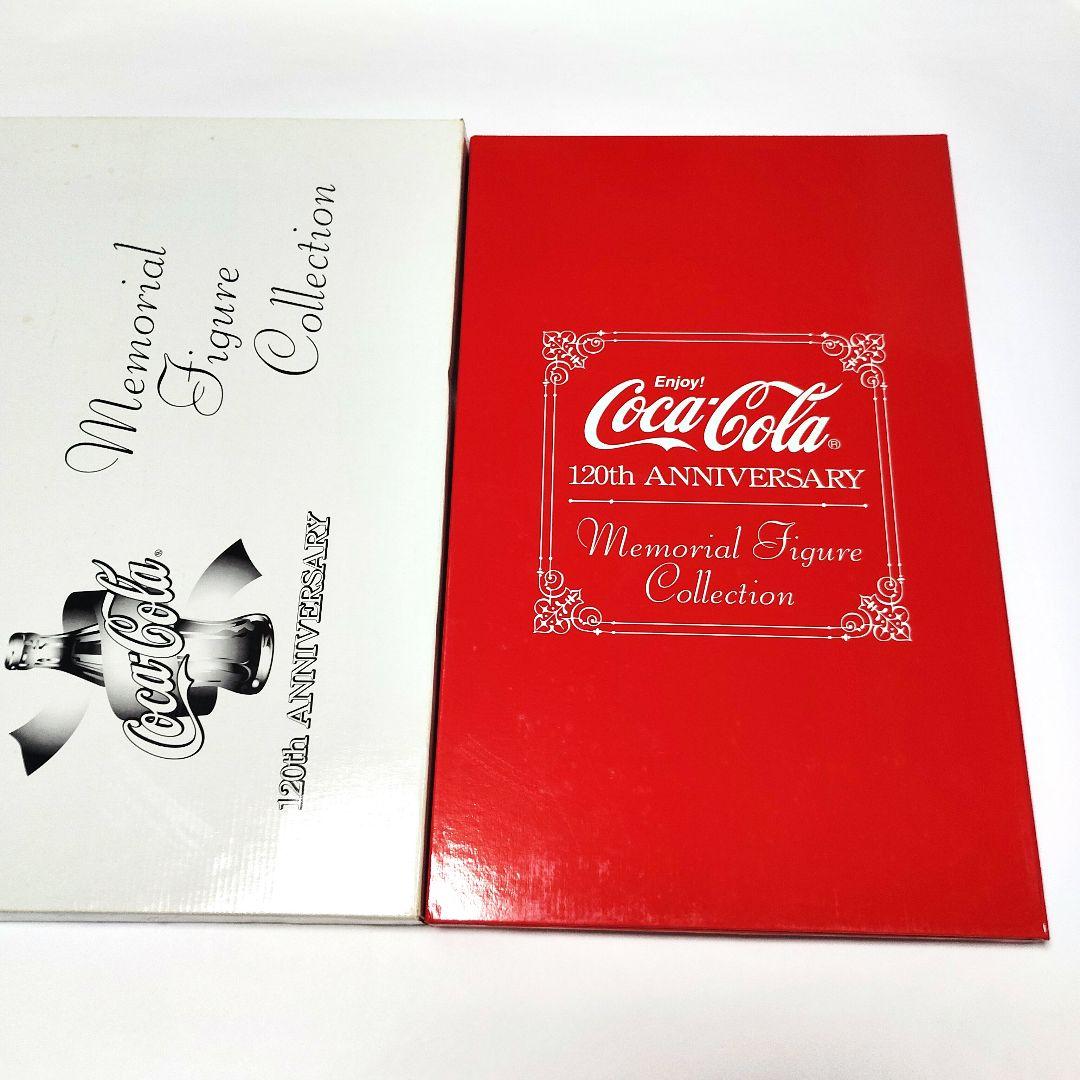 Memorial
Figure
Collection
Coca-Cola®
120th ANNIVERSARY
Enjoy!
Coca-Cola®
120th ANNIVERSARY
Memorial Figure
Collection